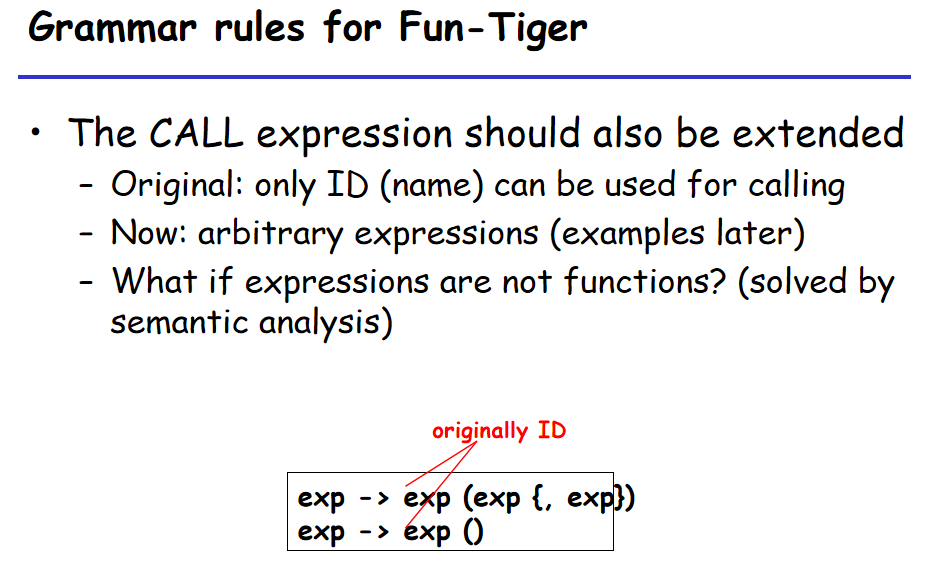 Grammar rules for Fun-Tiger
• The CALL expression should also be extended
– Original: only ID (name) can be used for calling
– Now: arbitrary expressions (examples later)
– What if expressions are not functions? (solved by
semantic analysis)
originally ID
exp -> exp (exp {, exp})
exp -> exp ()